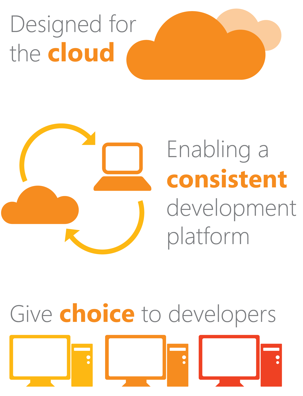 Designed for
the cloud
Enabling a
consistent
development
platform
Give choice to developers